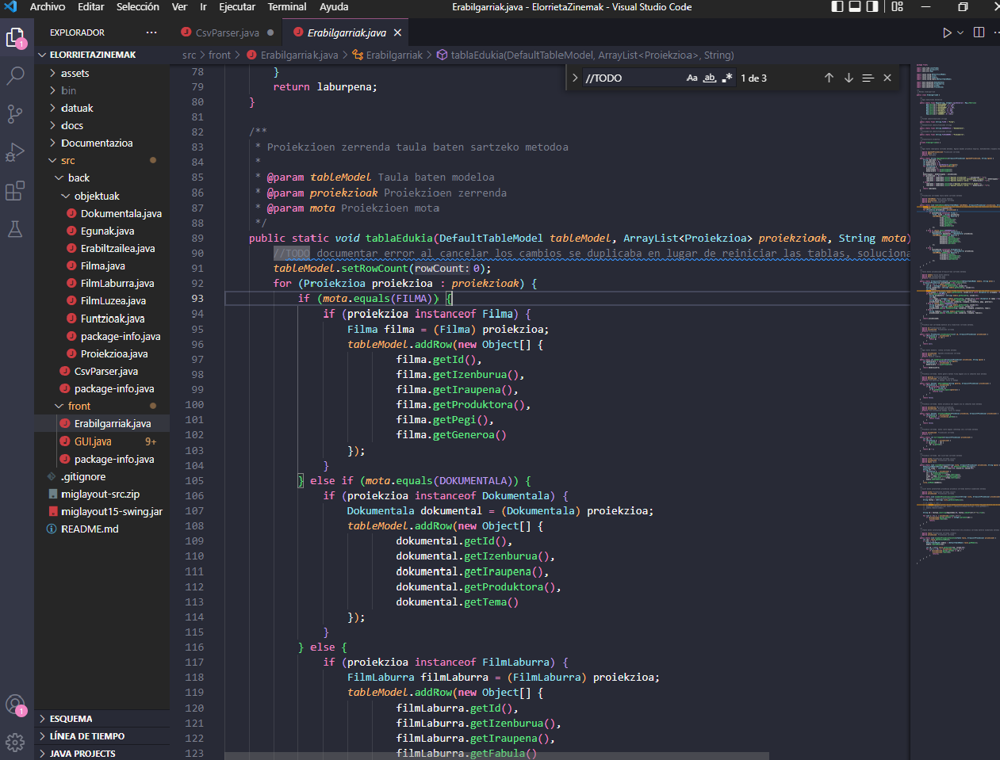 Archivo Editar Selección Ver Ir Ejecutar Terminal Ayuda Erabilgarriak.java - ElorrietaZinemak - Visual Studio Code
EXPLORADOR ···
CsvParser.java ● Erabilgarriak.java ×
src > front > Erabilgarriak.java > Erabilgarriak > tablaEdukia(DefaultTableModel, ArrayList<Proiekzioa>, String)
//TODO Aa ab .* 1 de 3
1
ELORRIETAZINEMAK
assets
bin
datuak
docs
Documentazioa
src
back
objektuak
Dokumentala.java
Egunak.java
Erabiltzailea.java
Filma.java
FilmLaburra.java
FilmLuzea.java
Funtzioak.java
package-info.java
Proiekzioa.java
CsvParser.java
package-info.java
front
Erabilgarriak.java
GUI.java 9+
package-info.java
.gitignore
miglayout-src.zip
miglayout15-swing.jar
README.md
1
ESQUEMA
LÍNEA DE TIEMPO
JAVA PROJECTS
78 }
79 return laburpena;
80 }
81
82 /**
83 * Proiekzioen zerrenda taula baten sartzeko metodoa
84 *
85 * @param tableModel Taula baten modeloa
86 * @param proiekzioak Proiekzioen zerrenda
87 * @param mota Proiekzioen mota
88 */
89 public static void tablaEdukia(DefaultTableModel tableModel, ArrayList<Proiekzioa> proiekzioak, String mota)
90 //TODO documentar error al cancelar los cambios se duplicaba en lugar de reiniciar las tablas, soluciona
91 tableModel.setRowCount(rowCount: 0);
92 for (Proiekzioa proiekzioa : proiekzioak) {
93 if (mota.equals(FILMA)) {
94 if (proiekzioa instanceof Filma) {
95 Filma filma = (Filma) proiekzioa;
96 tableModel.addRow(new Object[] {
97 filma.getId(),
98 filma.getIzenburua(),
99 filma.getIraupena(),
100 filma.getProduktora(),
101 filma.getPegi(),
102 filma.getGeneroa()
103 });
104 }
105 } else if (mota.equals(DOKUMENTALA)) {
106 if (proiekzioa instanceof Dokumentala) {
107 Dokumentala dokumental = (Dokumentala) proiekzioa;
108 tableModel.addRow(new Object[] {
109 dokumental.getId(),
110 dokumental.getIzenburua(),
111 dokumental.getIraupena(),
112 dokumental.getProduktora(),
113 dokumental.getTema()
114 });
115 }
116 } else {
117 if (proiekzioa instanceof FilmLaburra) {
118 FilmLaburra filmLaburra = (FilmLaburra) proiekzioa;
119 tableModel.addRow(new Object[] {
120 filmLaburra.getId(),
121 filmLaburra.getIzenburua(),
122 filmLaburra.getIraupena(),
123 filmLaburra.getFabula()